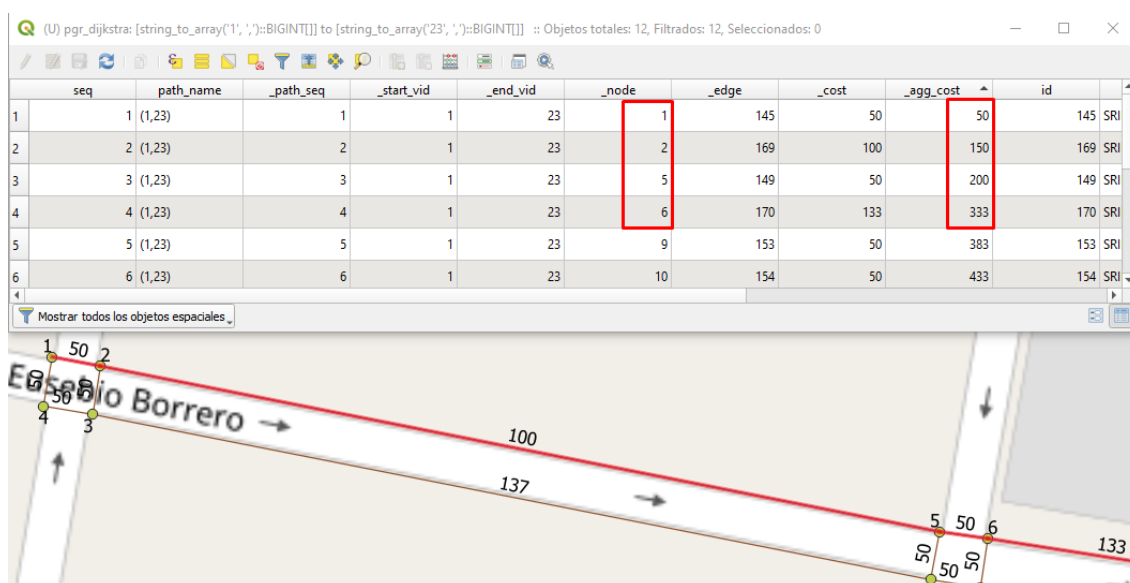 (U) pgr_dijkstra: [string_to_array('1', ',')::BIGINT[]] to [string_to_array('23', ',')::BIGINT[]] :: Objetos totales: 12, Filtrados: 12, Seleccionados: 0
seq path_name _path_seq _start_vid _end_vid _node _edge _cost _agg_cost id
1 1 (1,23) 1 1 23 1 145 50 50 145 SRI
2 2 (1,23) 2 1 23 2 169 100 150 169 SRI
3 3 (1,23) 3 1 23 5 149 50 200 149 SRI
4 4 (1,23) 4 1 23 6 170 133 333 170 SRI
5 5 (1,23) 5 1 23 9 153 50 383 153 SRI
6 6 (1,23) 6 1 23 10 154 50 433 154 SRI
Mostrar todos los objetos espaciales
1 50 2
50 50 50
4 3
Eusebio Borrero
100
137
5 50 6
133
50 50 50